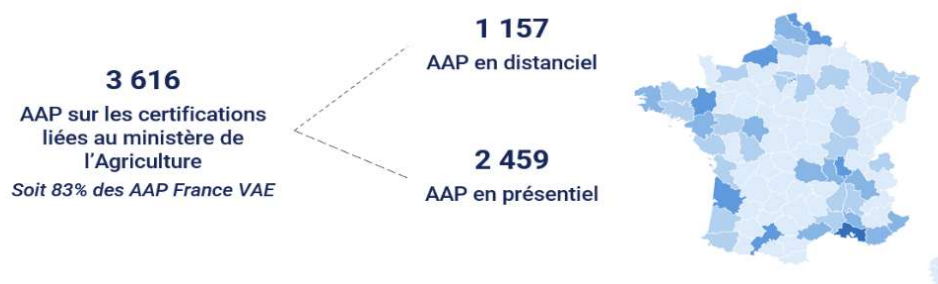 3 616
AAP sur les certifications
liées au ministère de
l’Agriculture
Soit 83% des AAP France VAE
1 157
AAP en distanciel
2 459
AAP en présentiel